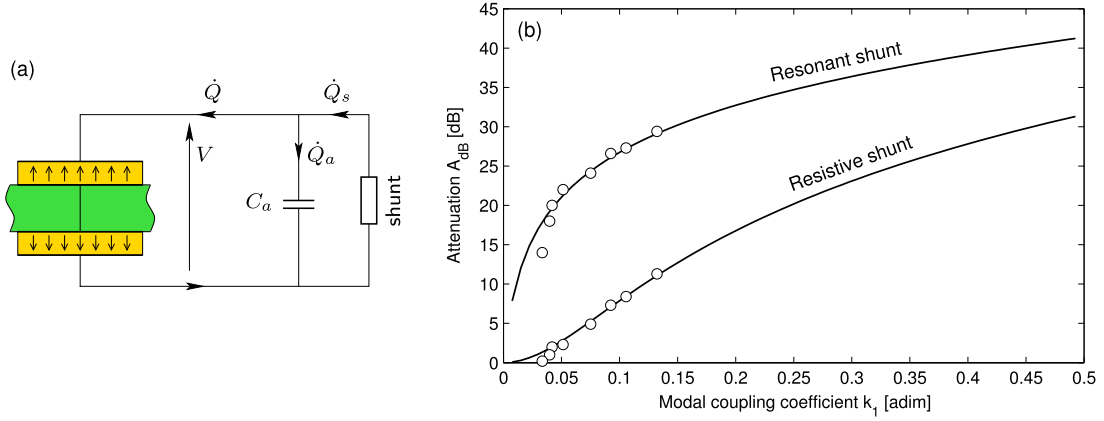 (a)
Q̇
Q̇s
V
Q̇a
Ca
shunt
(b)
Resonant shunt
Resistive shunt
Attenuation AdB [dB]
45
40
35
30
25
20
15
10
5
0
0 0.05 0.1 0.15 0.2 0.25 0.3 0.35 0.4 0.45 0.5
Modal coupling coefficient k1 [adim]